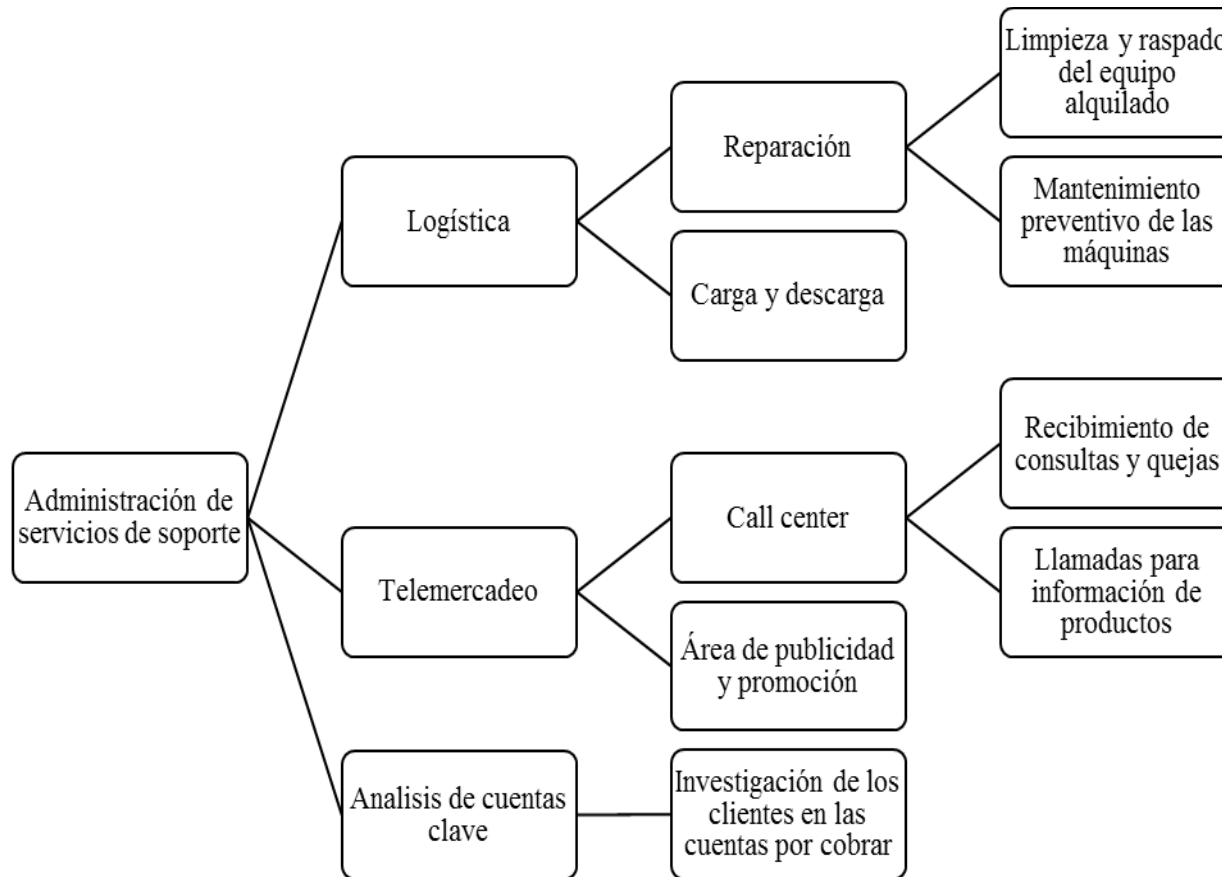 Limpieza y raspado
del equipo
alquilado
Reparación
Mantenimiento
preventivo de las
máquinas
Logística
Carga y descarga
Recibimiento de
consultas y quejas
Call center
Administración de
servicios de soporte
Llamadas para
información de
productos
Telemercadeo
Área de publicidad
y promoción
Analisis de cuentas
clave
Investigación de los
clientes en las
cuentas por cobrar